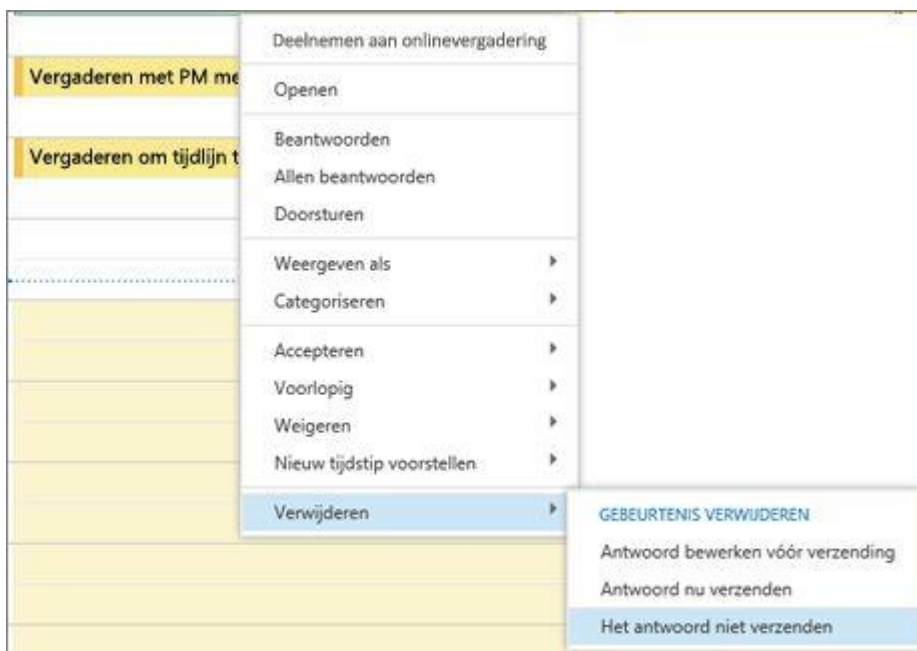 Deelnemen aan onlinevergadering
Vergaderen met PM me
Openen
Beantwoorden
Vergaderen om tijdlijn t
Allen beantwoorden
Doorsturen
Weergeven als
Categoriseren
Accepteren
Voorlopig
Weigeren
Nieuw tijdstip voorstellen
Verwijderen
GEBEURTENIS VERWIJDEREN
Antwoord bewerken vóór verzending
Antwoord nu verzenden
Het antwoord niet verzenden